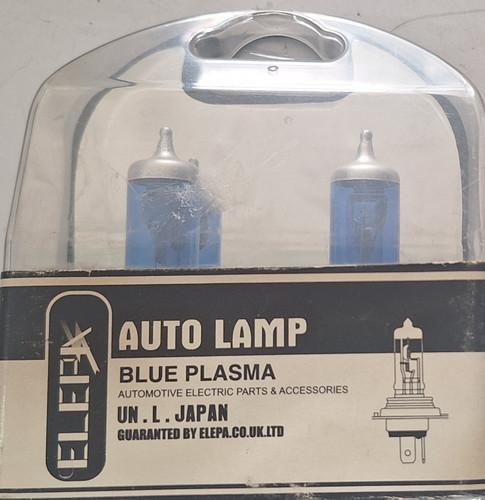 ELEPA
AUTO LAMP
BLUE PLASMA
AUTOMOTIVE ELECTRIC PARTS & ACCESSORIES
UN . L . JAPAN
GUARANTED BY ELEPA.CO.UK.LTD